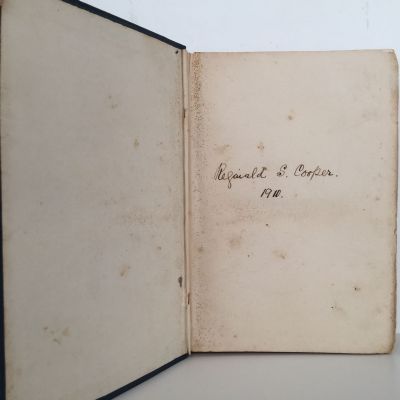 Reginald S. Cooper.
1910.